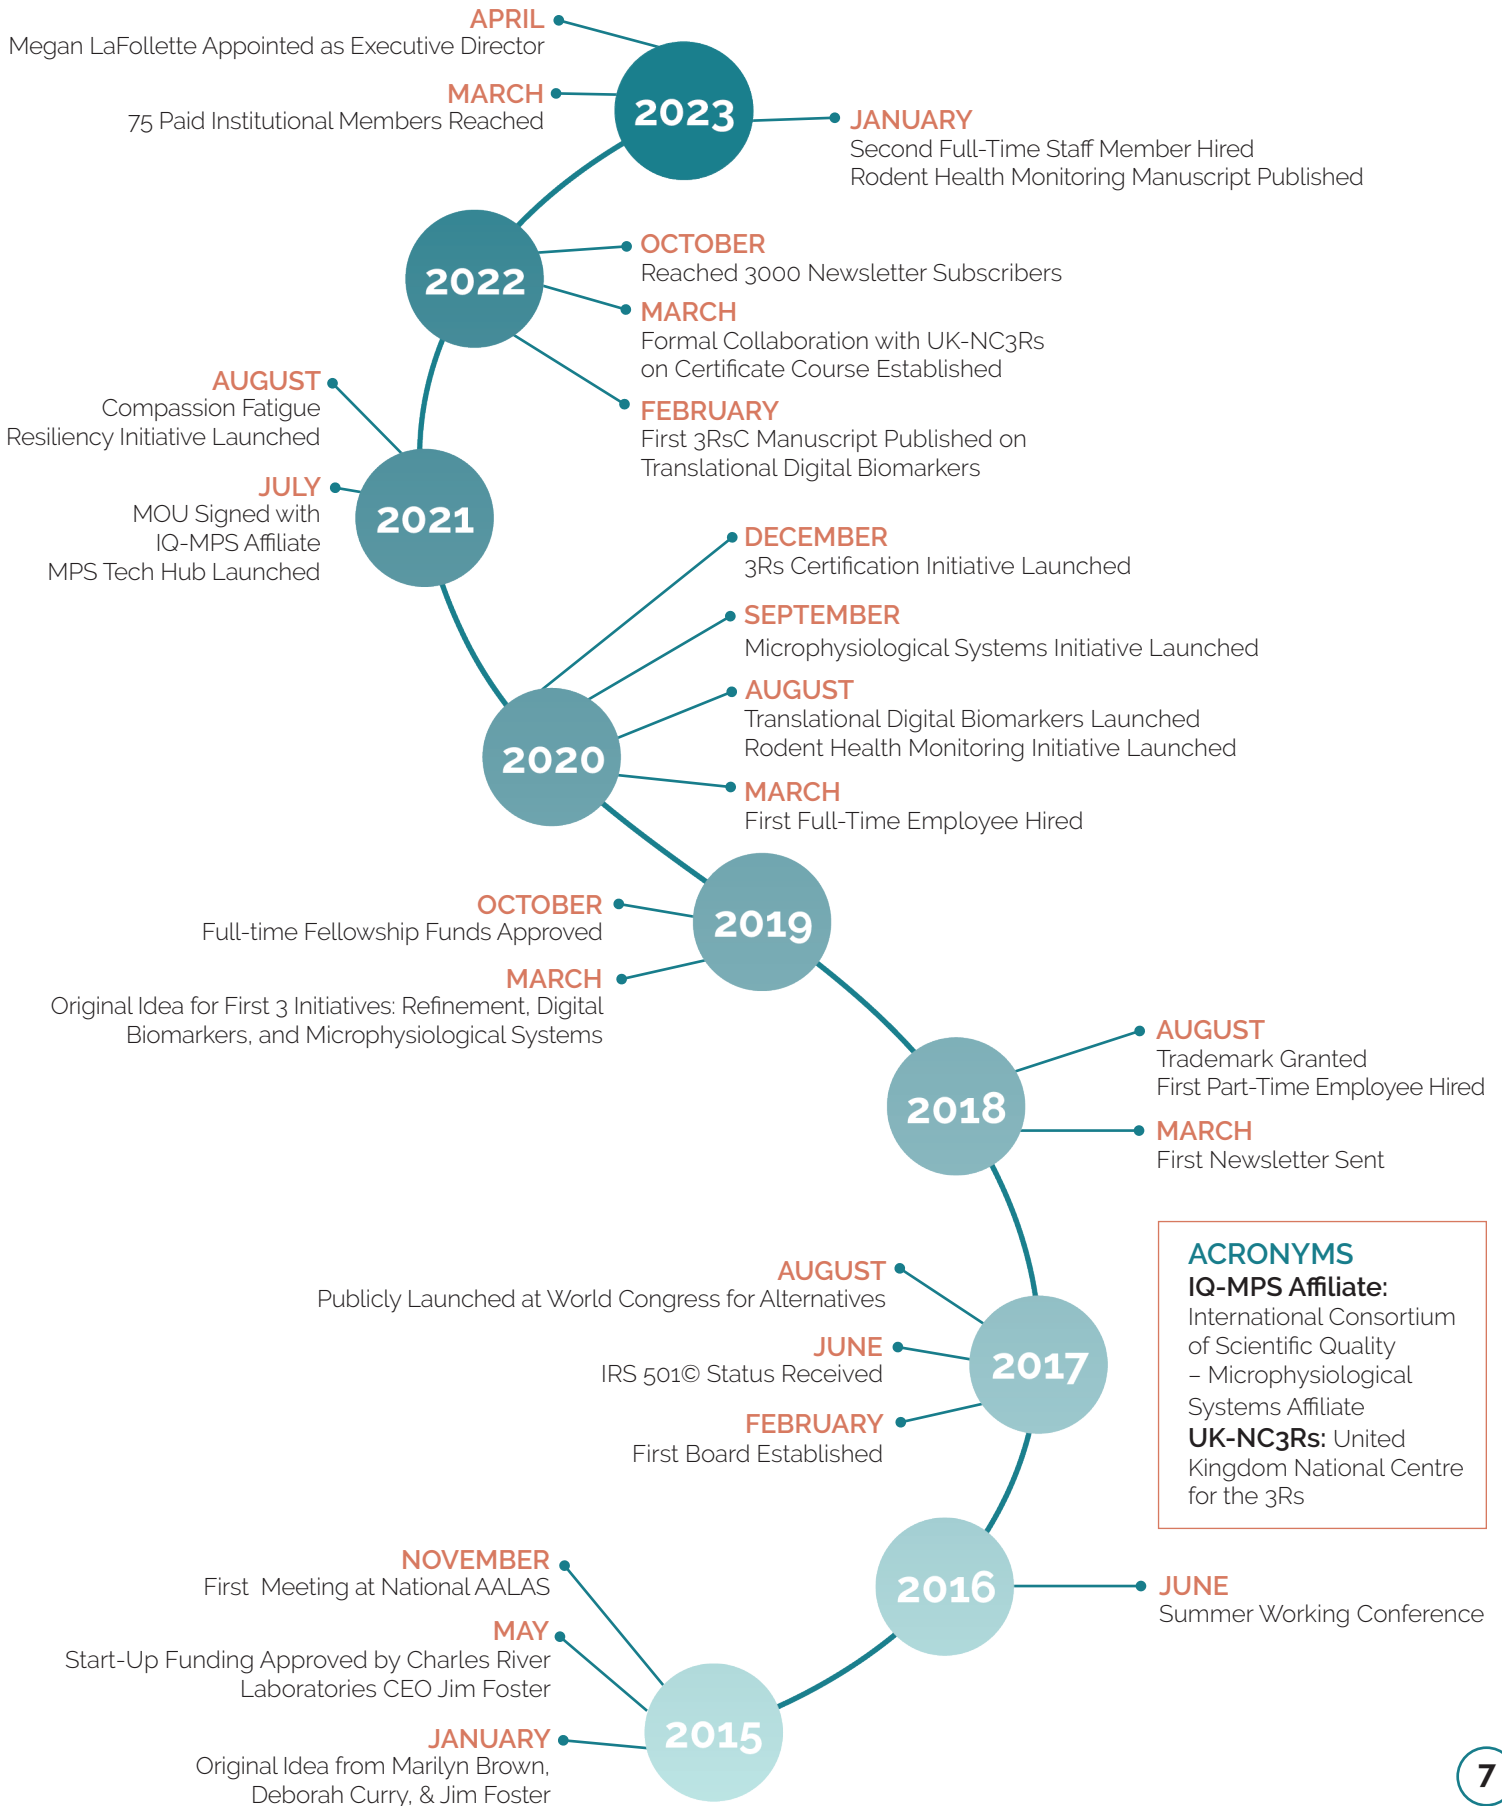 APRIL
Megan LaFollette Appointed as Executive Director
MARCH
75 Paid Institutional Members Reached
2023
JANUARY
Second Full-Time Staff Member Hired
Rodent Health Monitoring Manuscript Published
2022
OCTOBER
Reached 3000 Newsletter Subscribers
MARCH
Formal Collaboration with UK-NC3Rs
on Certificate Course Established
FEBRUARY
First 3RsC Manuscript Published on
Translational Digital Biomarkers
AUGUST
Compassion Fatigue
Resiliency Initiative Launched
JULY
MOU Signed with
IQ-MPS Affiliate
MPS Tech Hub Launched
2021
DECEMBER
3Rs Certification Initiative Launched
SEPTEMBER
Microphysiological Systems Initiative Launched
AUGUST
Translational Digital Biomarkers Launched
Rodent Health Monitoring Initiative Launched
2020
MARCH
First Full-Time Employee Hired
OCTOBER
Full-time Fellowship Funds Approved
2019
MARCH
Original Idea for First 3 Initiatives: Refinement, Digital
Biomarkers, and Microphysiological Systems
AUGUST
Trademark Granted
First Part-Time Employee Hired
2018
MARCH
First Newsletter Sent
AUGUST
Publicly Launched at World Congress for Alternatives
JUNE
IRS 501© Status Received
2017
FEBRUARY
First Board Established
ACRONYMS
IQ-MPS Affiliate:
International Consortium
of Scientific Quality
– Microphysiological
Systems Affiliate
UK-NC3Rs: United
Kingdom National Centre
for the 3Rs
2016
JUNE
Summer Working Conference
NOVEMBER
First Meeting at National AALAS
MAY
Start-Up Funding Approved by Charles River
Laboratories CEO Jim Foster
2015
JANUARY
Original Idea from Marilyn Brown,
Deborah Curry, & Jim Foster
7